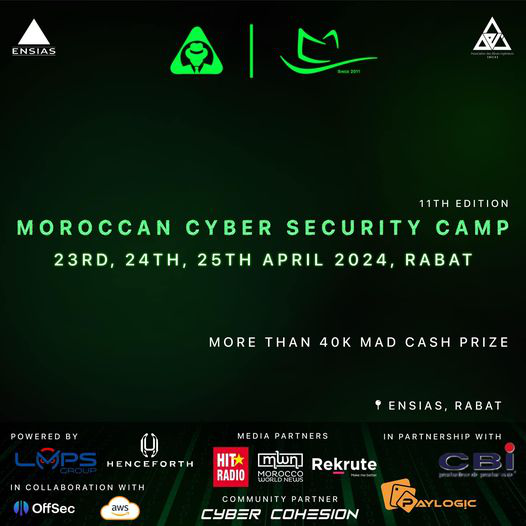 ENSIAS
Since 2011
11TH EDITION
MOROCCAN CYBER SECURITY CAMP
23RD, 24TH, 25TH APRIL 2024, RABAT
MORE THAN 40K MAD CASH PRIZE
ENSIAS, RABAT
POWERED BY
LMPS
GROUP
HENCEFORTH
MEDIA PARTNERS
HIT
RADIO
mwn
MOROCCO
WORLD NEWS
Rekrute
IN PARTNERSHIP WITH
CBI
IN COLLABORATION WITH
OffSec
aws
COMMUNITY PARTNER
CYBER COHESION
PAYLOGIC